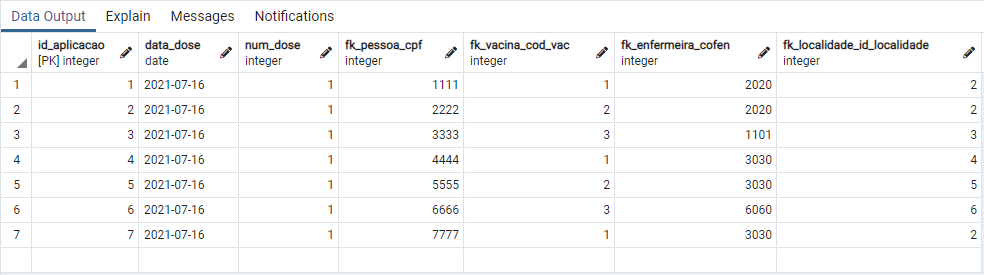 Data Output Explain Messages Notifications
id_aplicacao data_dose num_dose fk_pessoa_cpf fk_vacina_cod_vac fk_enfermeira_cofen fk_localidade_id_localidade
[PK] integer date integer integer integer integer integer
1 1 2021-07-16 1 1111 1 2020 2
2 2 2021-07-16 1 2222 2 2020 2
3 3 2021-07-16 1 3333 3 1101 3
4 4 2021-07-16 1 4444 1 3030 4
5 5 2021-07-16 1 5555 2 3030 5
6 6 2021-07-16 1 6666 3 6060 6
7 7 2021-07-16 1 7777 1 3030 2